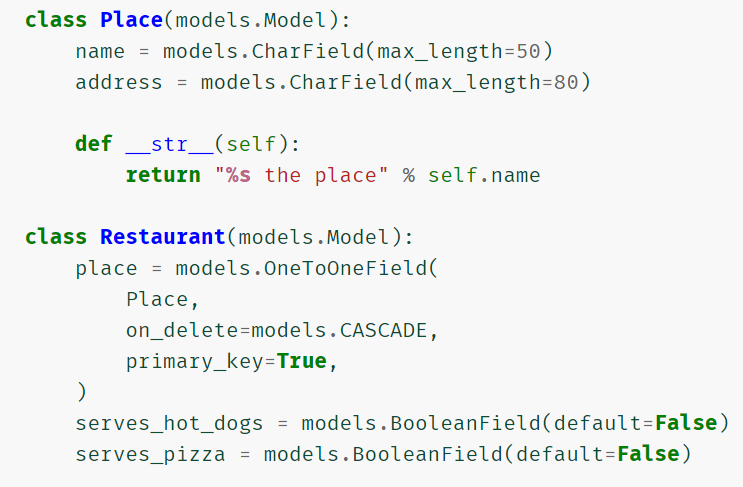 class Place(models.Model):
    name = models.CharField(max_length=50)
    address = models.CharField(max_length=80)

    def __str__(self):
        return "%s the place" % self.name

class Restaurant(models.Model):
    place = models.OneToOneField(
        Place,
        on_delete=models.CASCADE,
        primary_key=True,
    )
    serves_hot_dogs = models.BooleanField(default=False)
    serves_pizza = models.BooleanField(default=False)